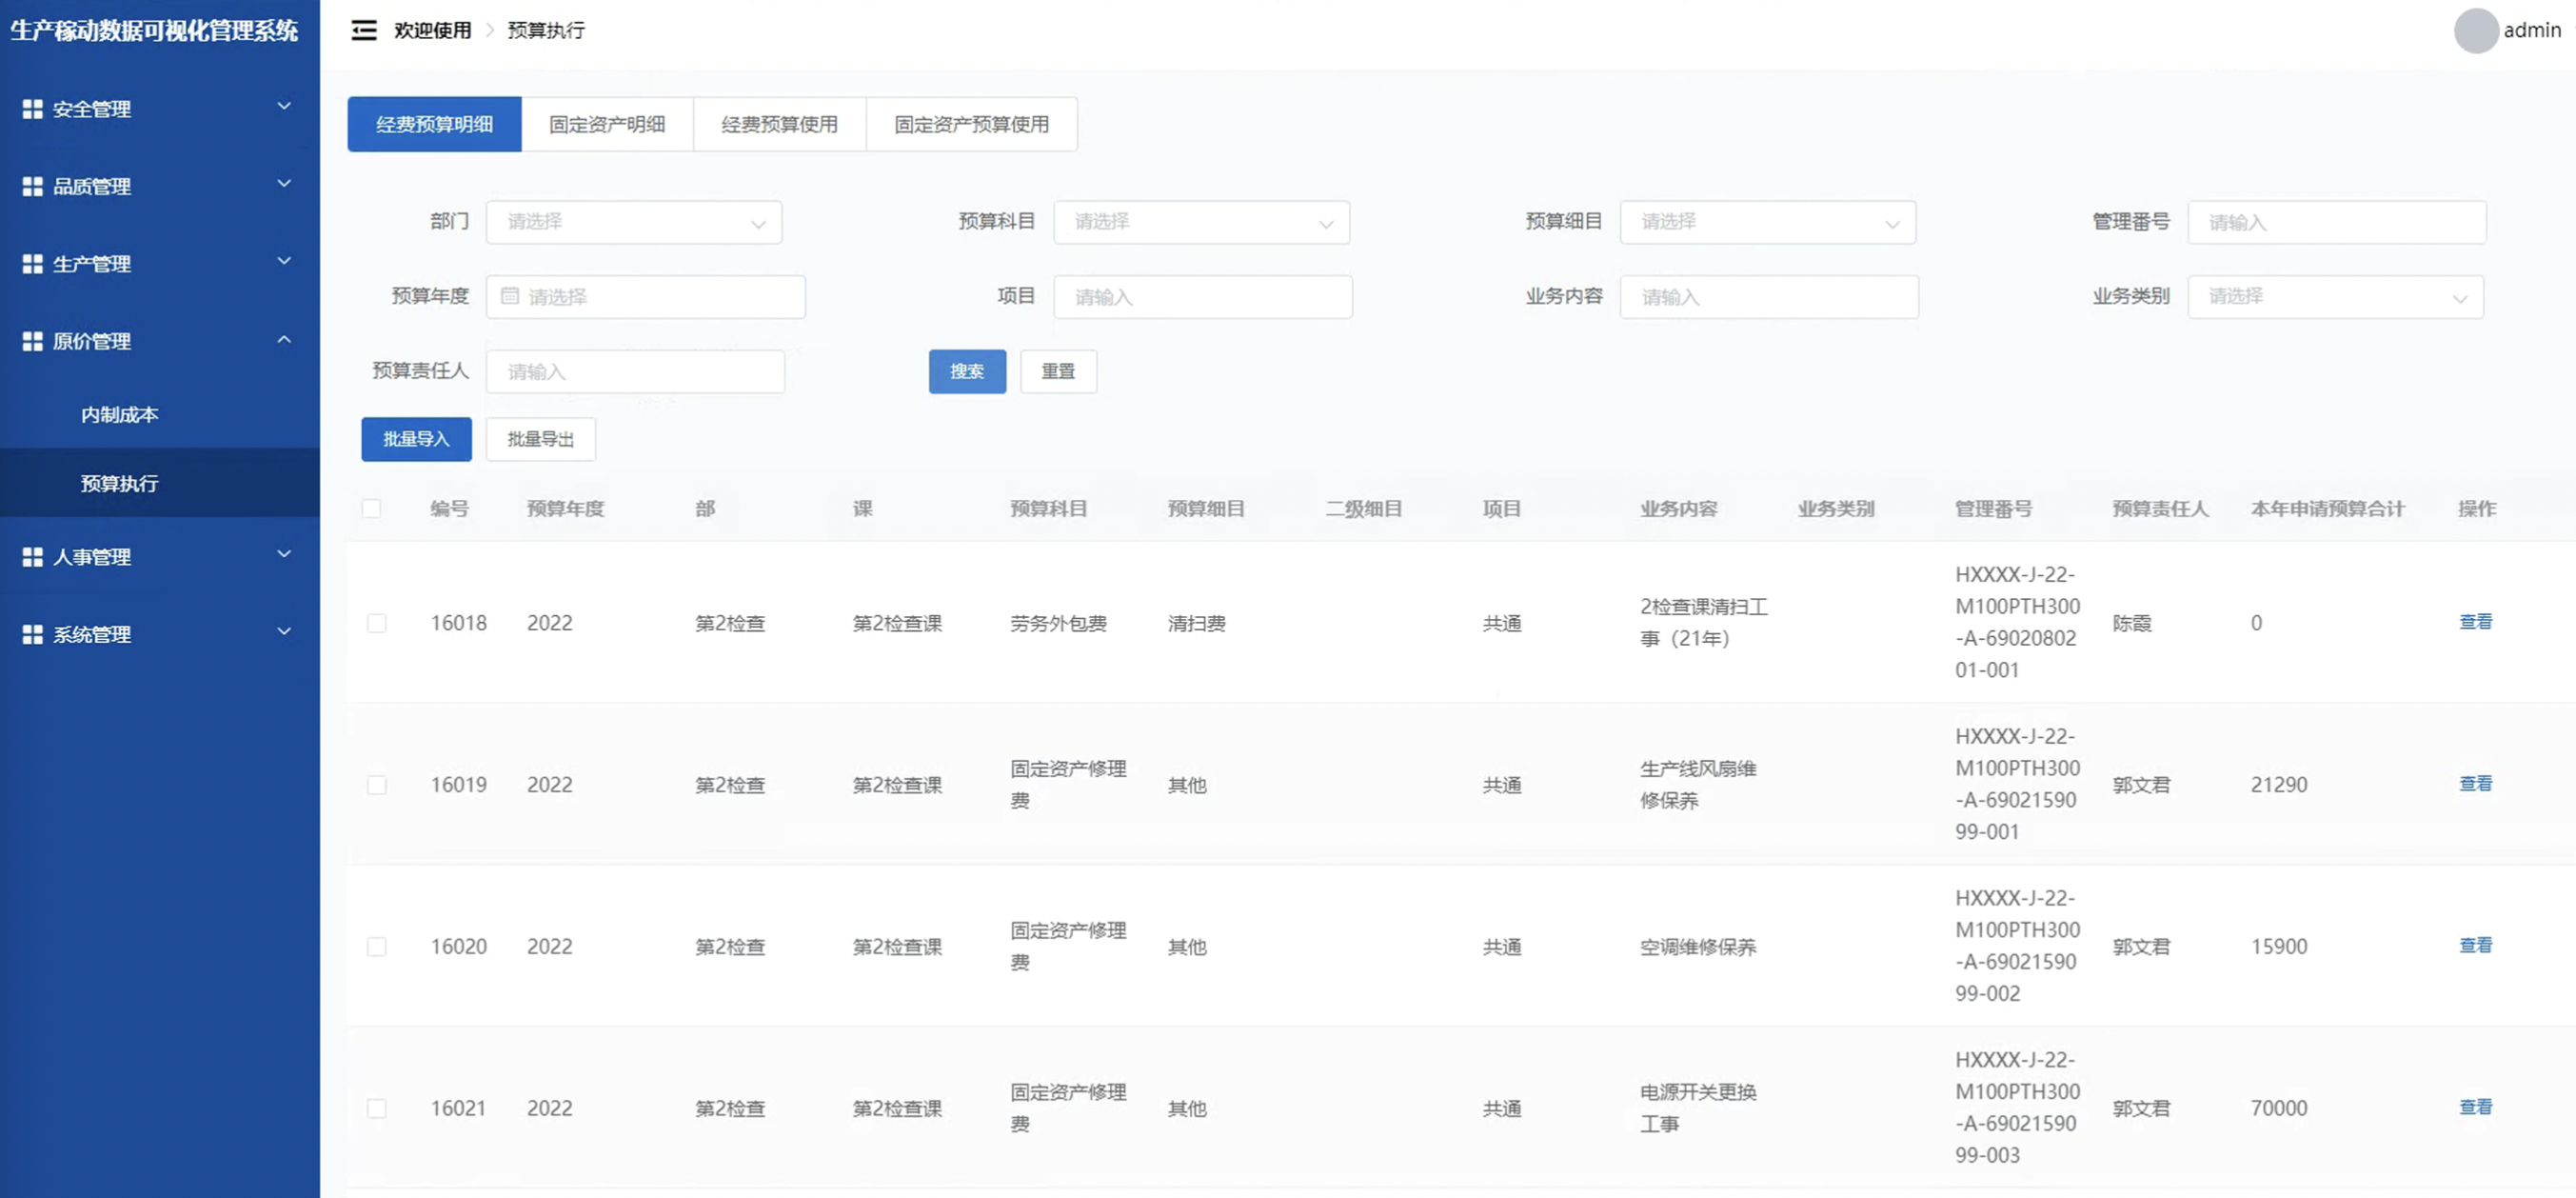 生产稼动数据可视化管理系统
欢迎使用 > 预算执行
admin
安全管理
品质管理
生产管理
原价管理
内制成本
预算执行
人事管理
系统管理
经费预算明细 固定资产明细 经费预算使用 固定资产预算使用
部门 请选择 预算科目 请选择 预算细目 请选择 管理番号 请输入
预算年度 请选择 项目 请输入 业务内容 请输入 业务类别 请选择
预算责任人 请输入 搜索 重置
批量导入 批量导出
编号 预算年度 部 课 预算科目 预算细目 二级细目 项目 业务内容 业务类别 管理番号 预算责任人 本年申请预算合计 操作
16018 2022 第2检查 第2检查课 劳务外包费 清扫费 共通
2检查课清扫工
事（21年）
HXXXX-J-22-
M100PTH300
-A-69020802
01-001
陈霞 0 查看
16019 2022 第2检查 第2检查课
固定资产修理
费
其他 共通
生产线风扇维
修保养
HXXXX-J-22-
M100PTH300
-A-69021590
99-001
郭文君 21290 查看
16020 2022 第2检查 第2检查课
固定资产修理
费
其他 共通 空调维修保养
HXXXX-J-22-
M100PTH300
-A-69021590
99-002
郭文君 15900 查看
16021 2022 第2检查 第2检查课
固定资产修理
费
其他 共通
电源开关更换
工事
HXXXX-J-22-
M100PTH300
-A-69021590
99-003
郭文君 70000 查看